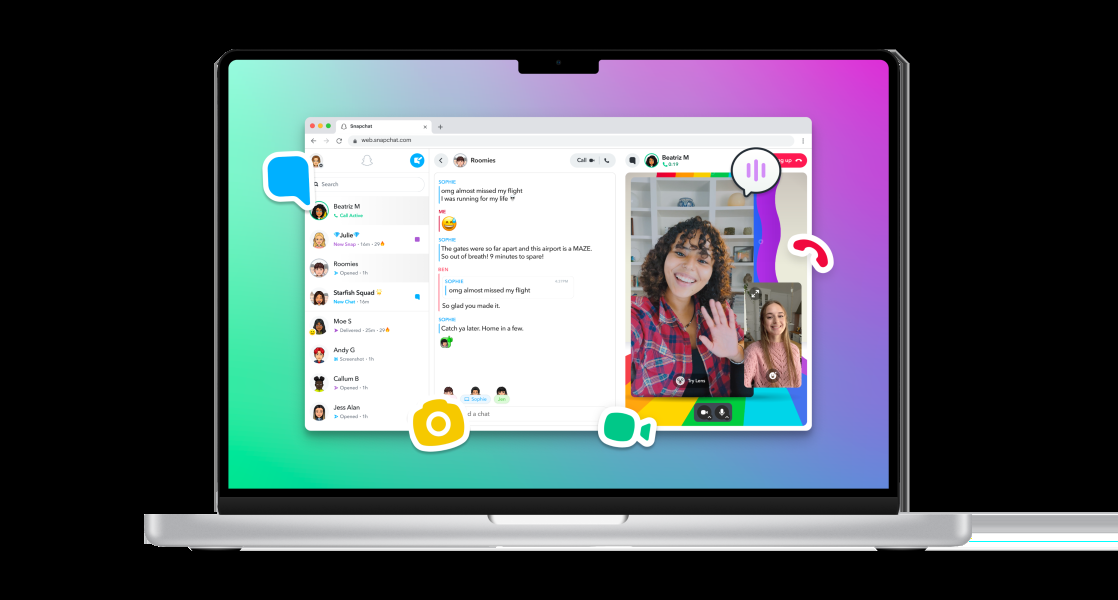 Snapchat
web.snapchat.com
Search
Beatriz M
Call Active
Julie
New Snap · 16m · 29
Roomies
Opened · 1h
Starfish Squad
New Chat · 16m
Moe S
Delivered · 25m · 29
Andy G
Screenshot · 1h
Callum B
Opened · 1h
Jess Alan
Opened · 1h
Roomies
Call
SOPHIE
omg almost missed my flight
I was running for my life
ME
SOPHIE
The gates were so far apart and this airport is a MAZE.
So out of breath! 9 minutes to spare!
BEN
SOPHIE
omg almost missed my flight
So glad you made it.
SOPHIE
Catch ya later. Home in a few.
Sophie
Jen
d a chat
Beatriz M
0:19
ng up
Try Lens